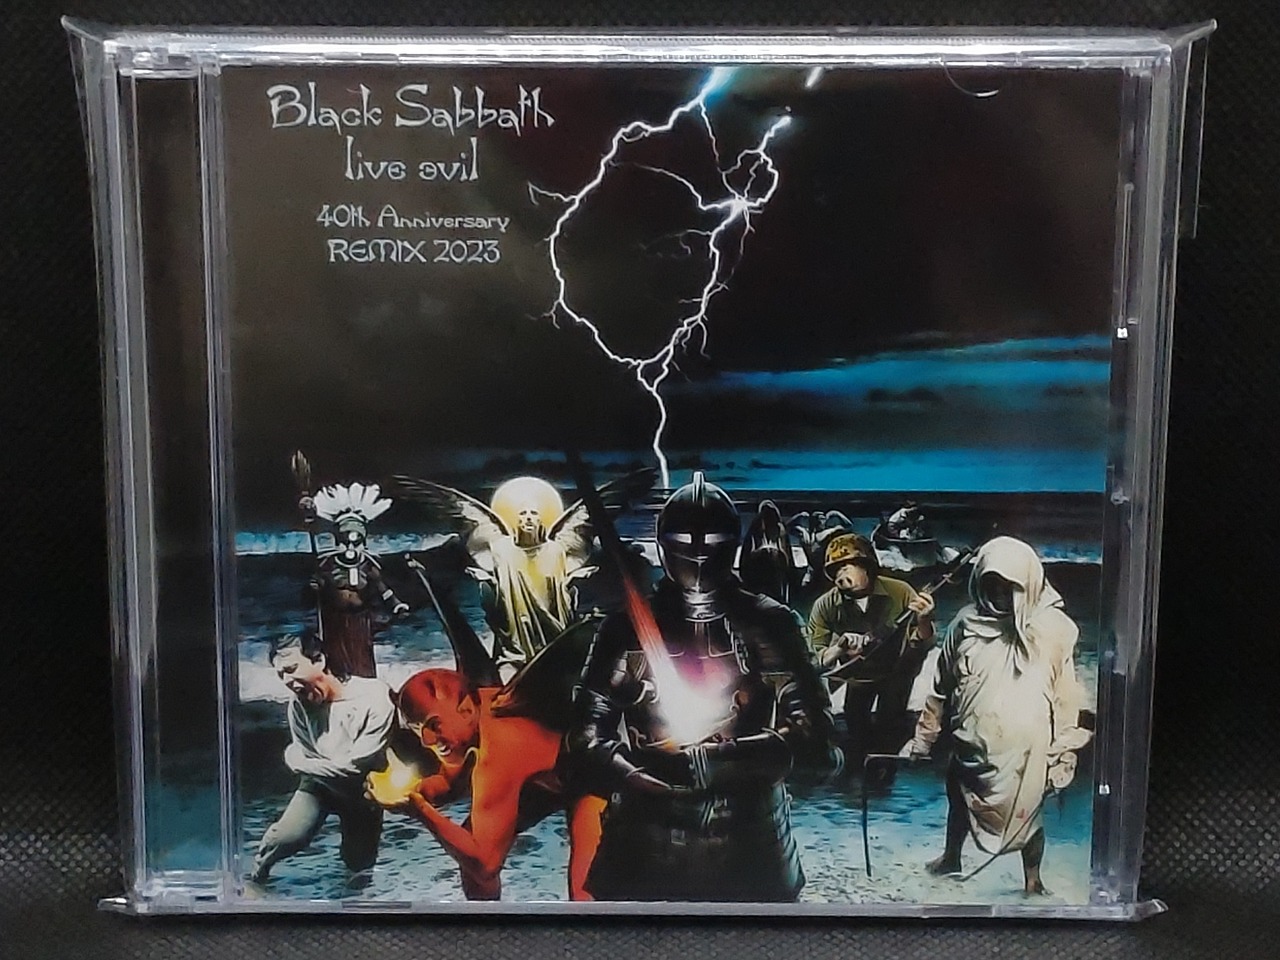 Black Sabbath
live evil
40th Anniversary
REMIX 2023